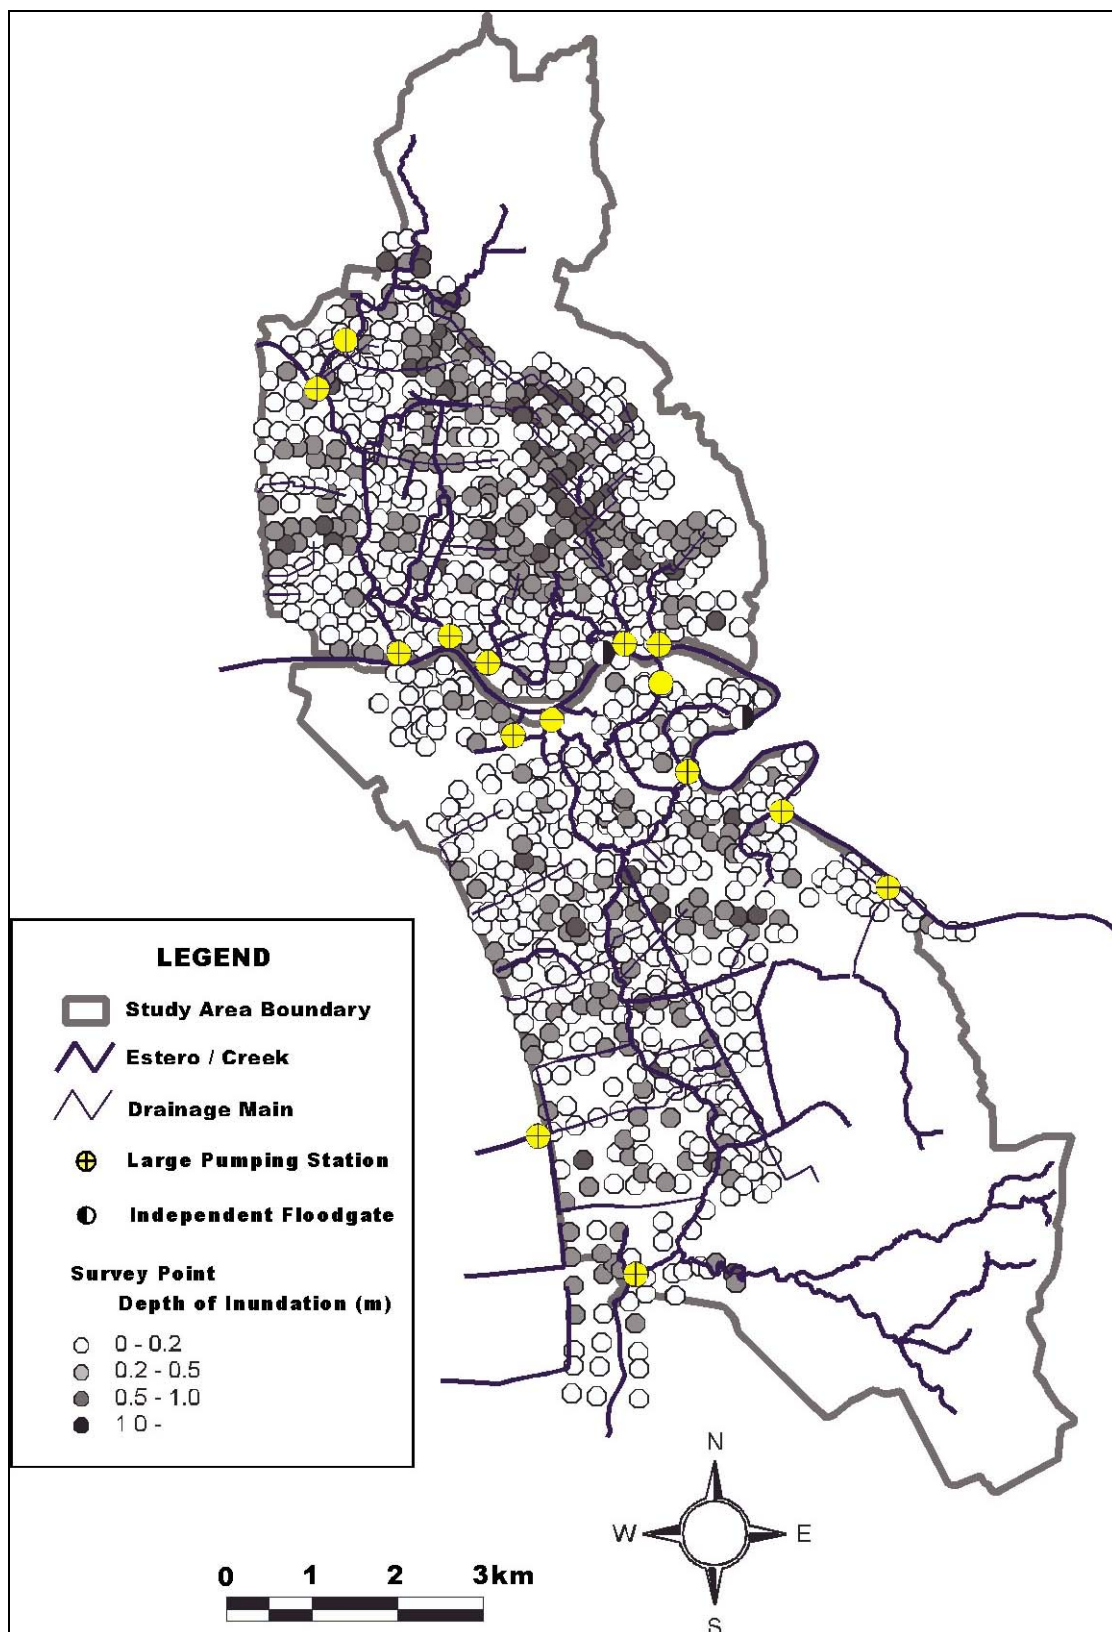 LEGEND
Study Area Boundary
Estero / Creek
Drainage Main
Large Pumping Station
Independent Floodgate
Survey Point
Depth of Inundation (m)
0 - 0.2
0.2 - 0.5
0.5 - 1.0
1 0 -
N
W E
S
0 1 2 3km